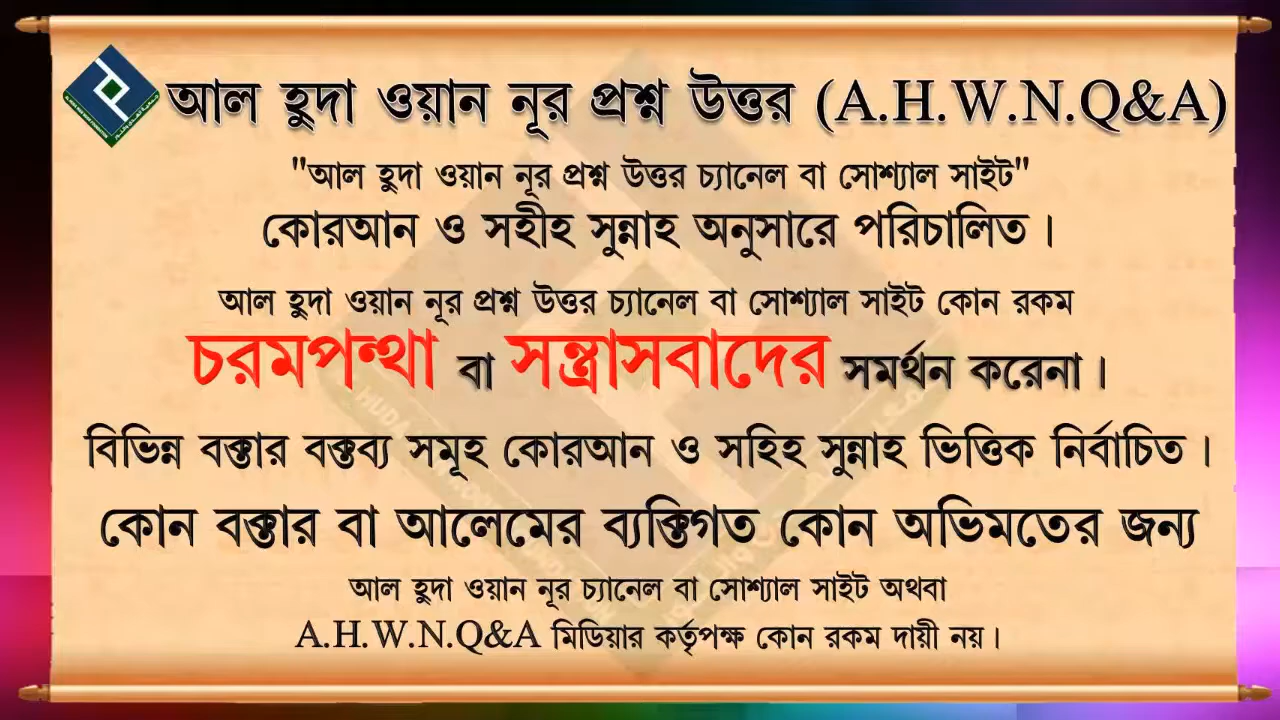 আল হুদা ওয়ান নূর প্রশ্ন উত্তর (A.H.W.N.Q&A)
"আল হুদা ওয়ান নূর প্রশ্ন উত্তর চ্যানেল বা সোশ্যাল সাইট"
কোরআন ও সহীহ সুন্নাহ অনুসারে পরিচালিত।
আল হুদা ওয়ান নূর প্রশ্ন উত্তর চ্যানেল বা সোশ্যাল সাইট কোন রকম
চরমপন্থা বা সন্ত্রাসবাদের সমর্থন করেনা।
বিভিন্ন বক্তার বক্তব্য সমূহ কোরআন ও সহিহ সুন্নাহ ভিত্তিক নির্বাচিত।
কোন বক্তার বা আলেমের ব্যক্তিগত কোন অভিমতের জন্য
আল হুদা ওয়ান নূর চ্যানেল বা সোশ্যাল সাইট অথবা
A.H.W.N.Q&A মিডিয়ার কর্তৃপক্ষ কোন রকম দায়ী নয়।